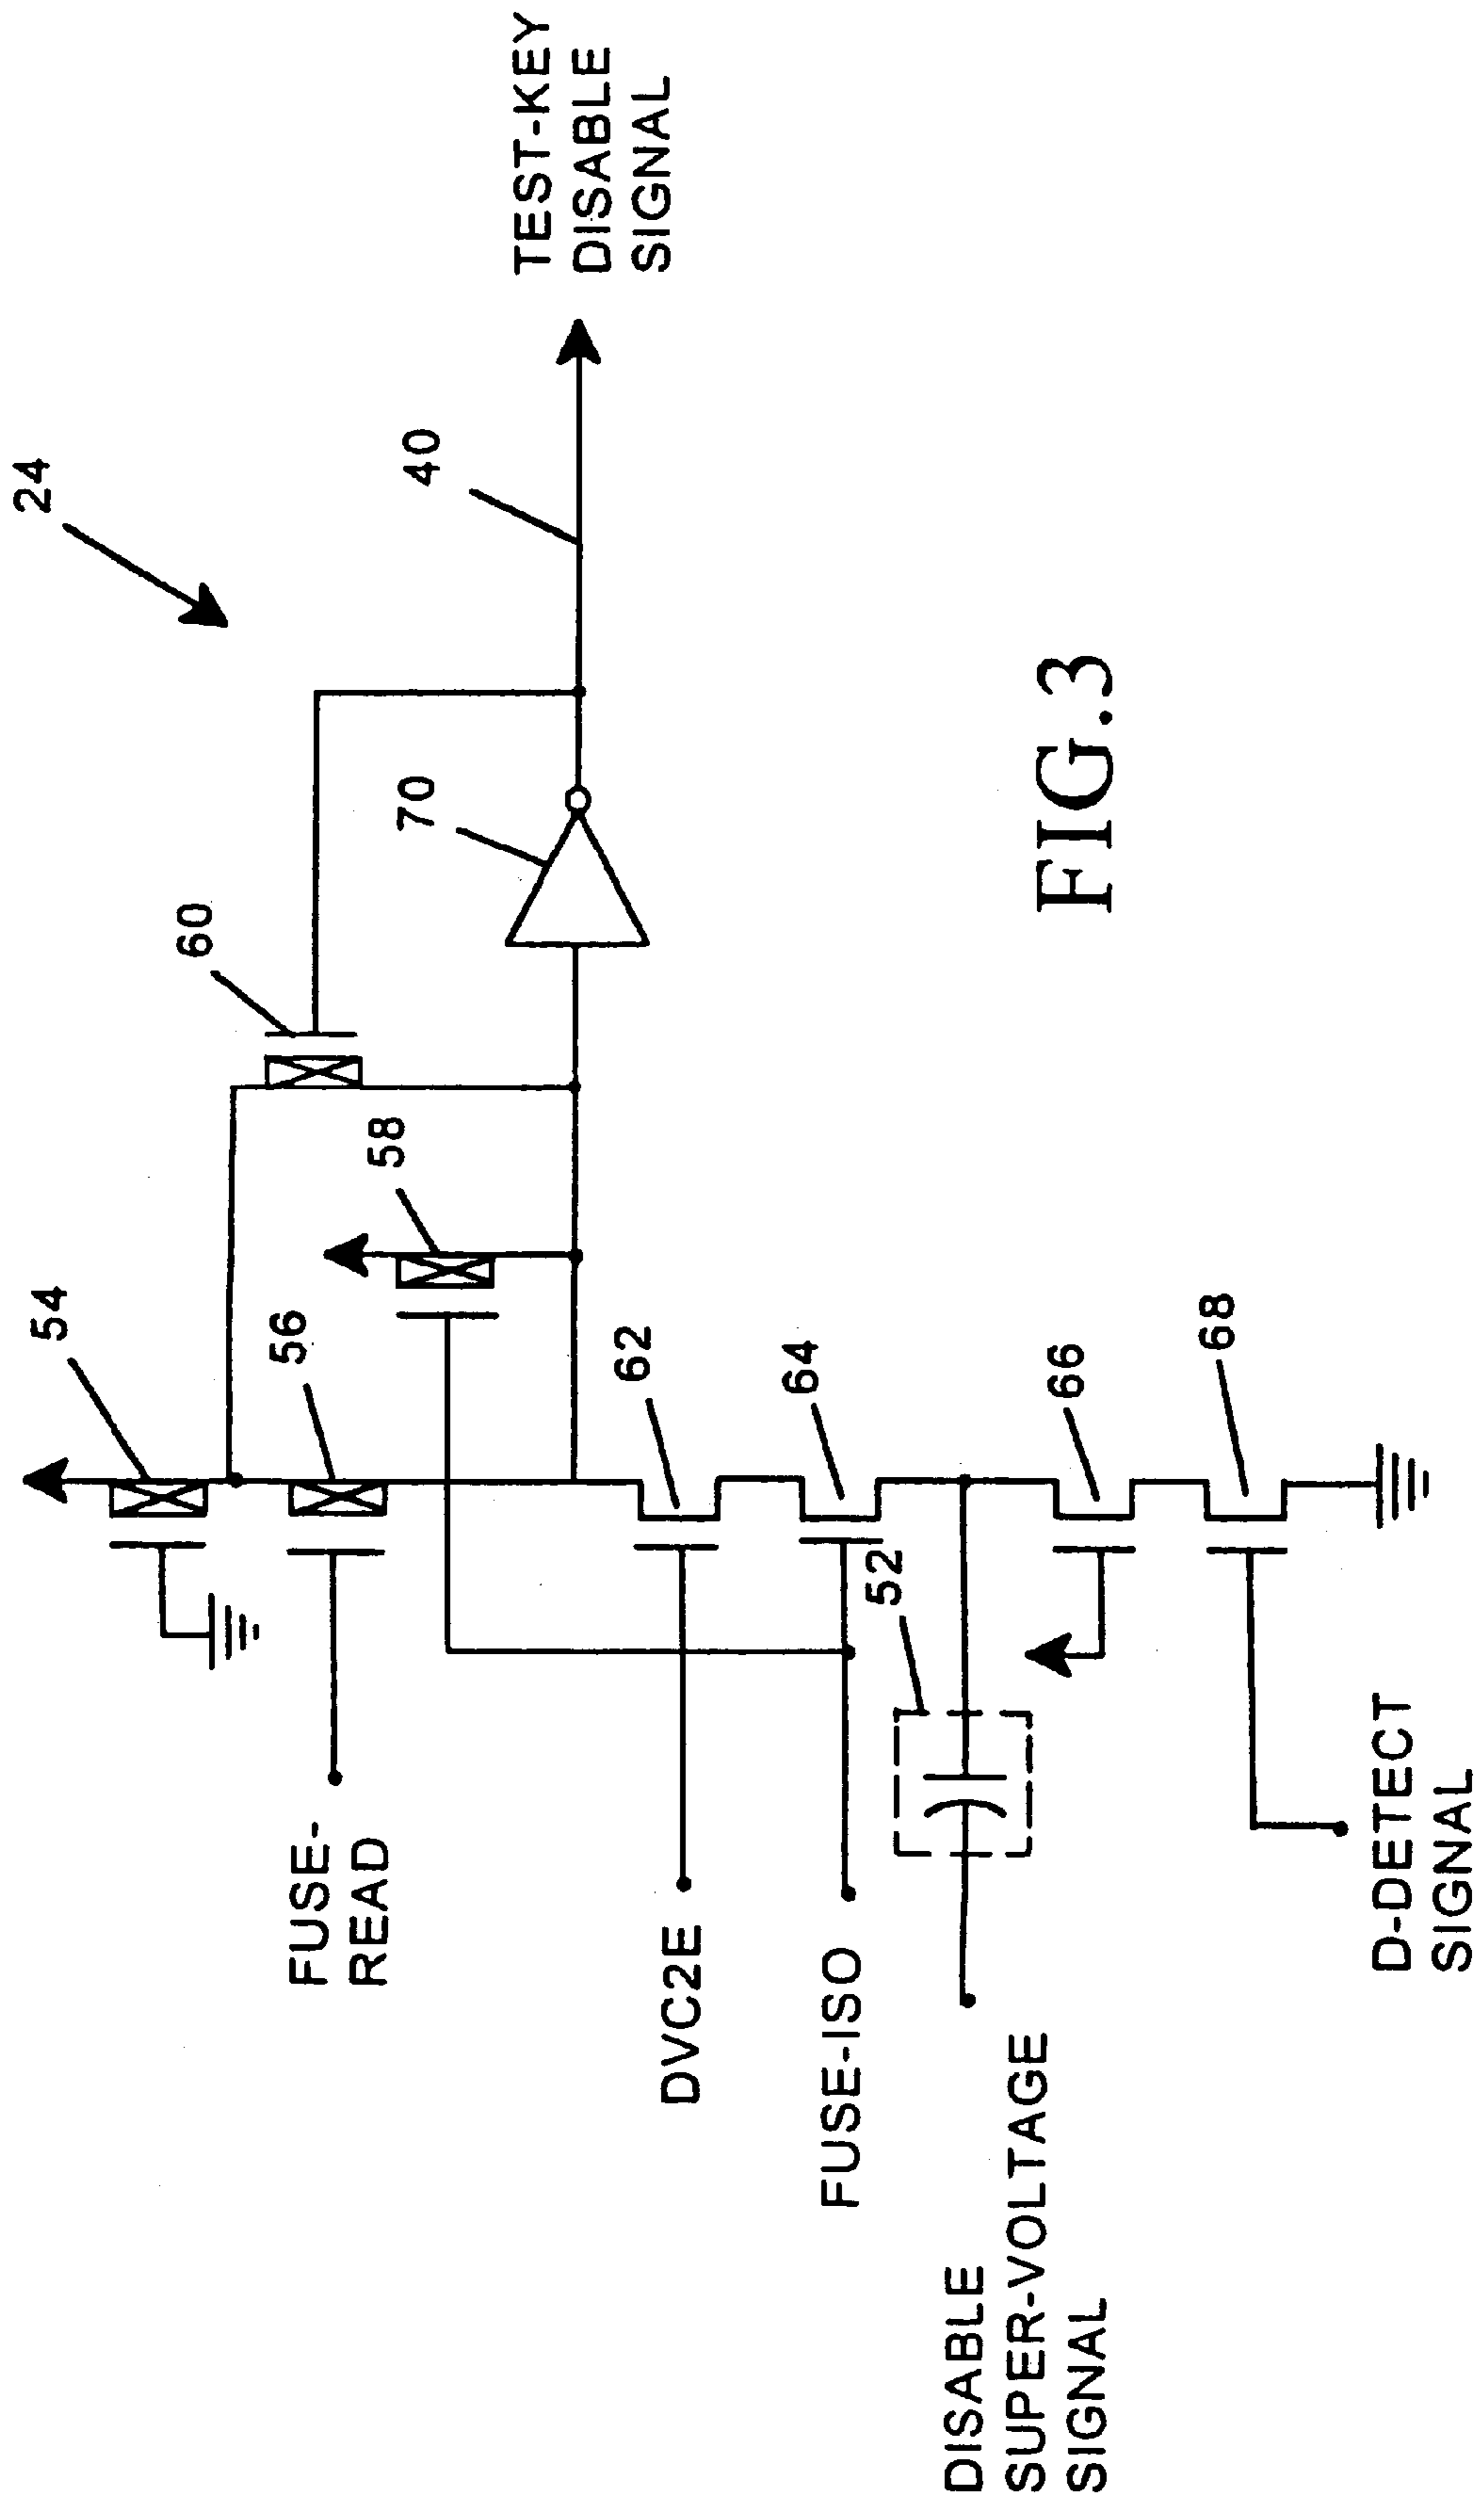 24
54
60
56
FUSE-
READ
58
70
40
TEST-KEY
DISABLE
SIGNAL
62
DVC2E
64
FUSE-ISO
52
DISABLE
SUPER-VOLTAGE
SIGNAL
66
68
D-DETECT
SIGNAL
FIG.3